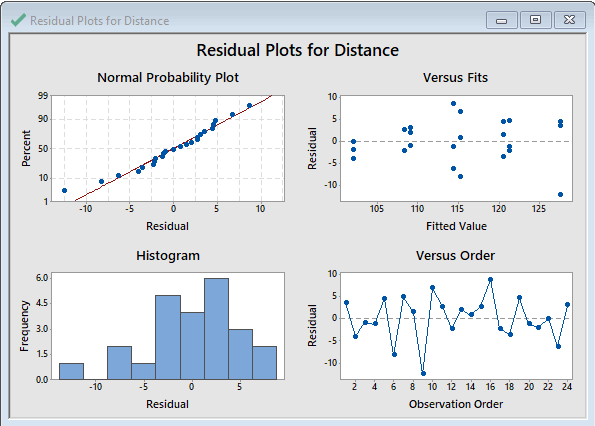 Residual Plots for Distance
Residual Plots for Distance
Normal Probability Plot
99
90
50
10
1
Percent
-10 -5 0 5 10
Residual
Versus Fits
10
5
0
-5
-10
Residual
105 110 115 120 125
Fitted Value
Histogram
6.0
4.5
3.0
1.5
0.0
Frequency
-10 -5 0 5
Residual
Versus Order
10
5
0
-5
-10
Residual
2 4 6 8 10 12 14 16 18 20 22 24
Observation Order